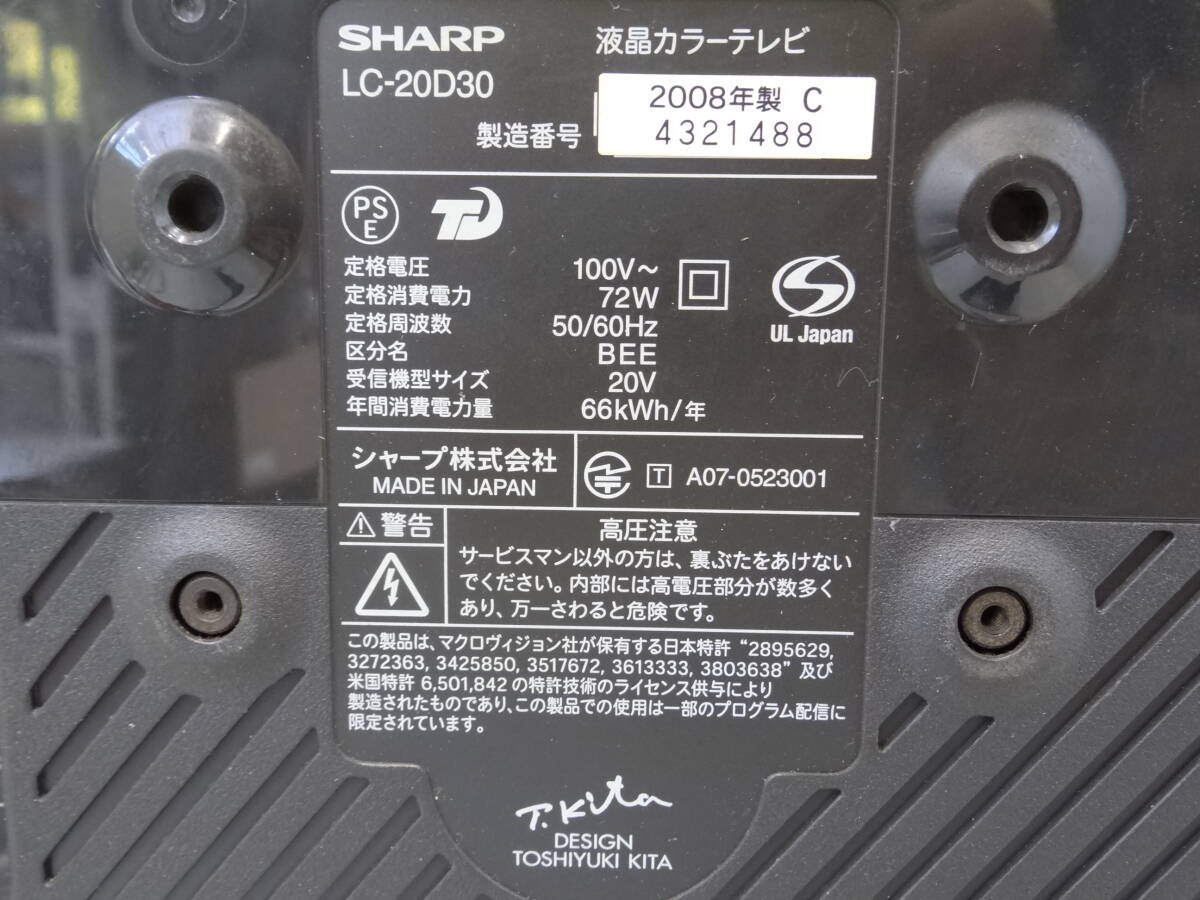 SHARP 液晶カラーテレビ
LC-20D30
2008年製 C
製造番号 4321488
PS
E
定格電圧 100V～
定格消費電力 72W
定格周波数 50/60Hz
区分名 BEE
受信機型サイズ 20V
年間消費電力量 66kWh/年
UL Japan
シャープ株式会社
MADE IN JAPAN
T A07-0523001
警告
高圧注意
サービスマン以外の方は、裏ぶたをあけない
でください。内部には高電圧部分が数多く
あり、万一さわると危険です。
この製品は、マクロヴィジョン社が保有する日本特許 “2895629,
3272363, 3425850, 3517672, 3613333, 3803638” 及び
米国特許 6,501,842 の特許技術のライセンス供与により
製造されたものであり、この製品での使用は一部のプログラム配信に
限定されています。
T.Kita
DESIGN
TOSHIYUKI KITA